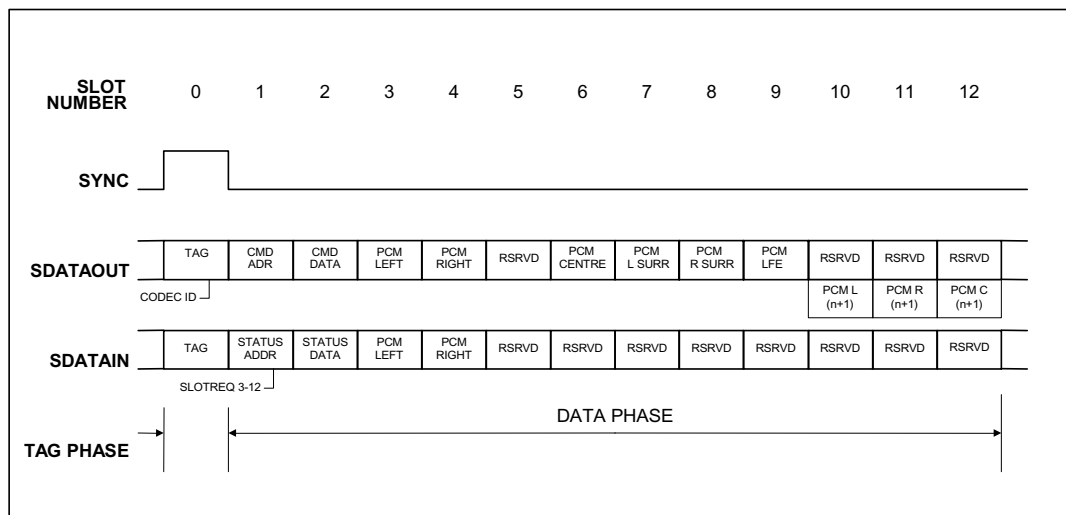 SLOT NUMBER 0 1 2 3 4 5 6 7 8 9 10 11 12
SYNC
SDATAOUT TAG CMD ADR CMD DATA PCM LEFT PCM RIGHT RSRVD PCM CENTRE PCM L SURR PCM R SURR PCM LFE RSRVD RSRVD RSRVD
CODEC ID PCM L (n+1) PCM R (n+1) PCM C (n+1)
SDATAIN TAG STATUS ADDR STATUS DATA PCM LEFT PCM RIGHT RSRVD RSRVD RSRVD RSRVD RSRVD RSRVD RSRVD RSRVD
SLOTREQ 3-12
DATA PHASE
TAG PHASE